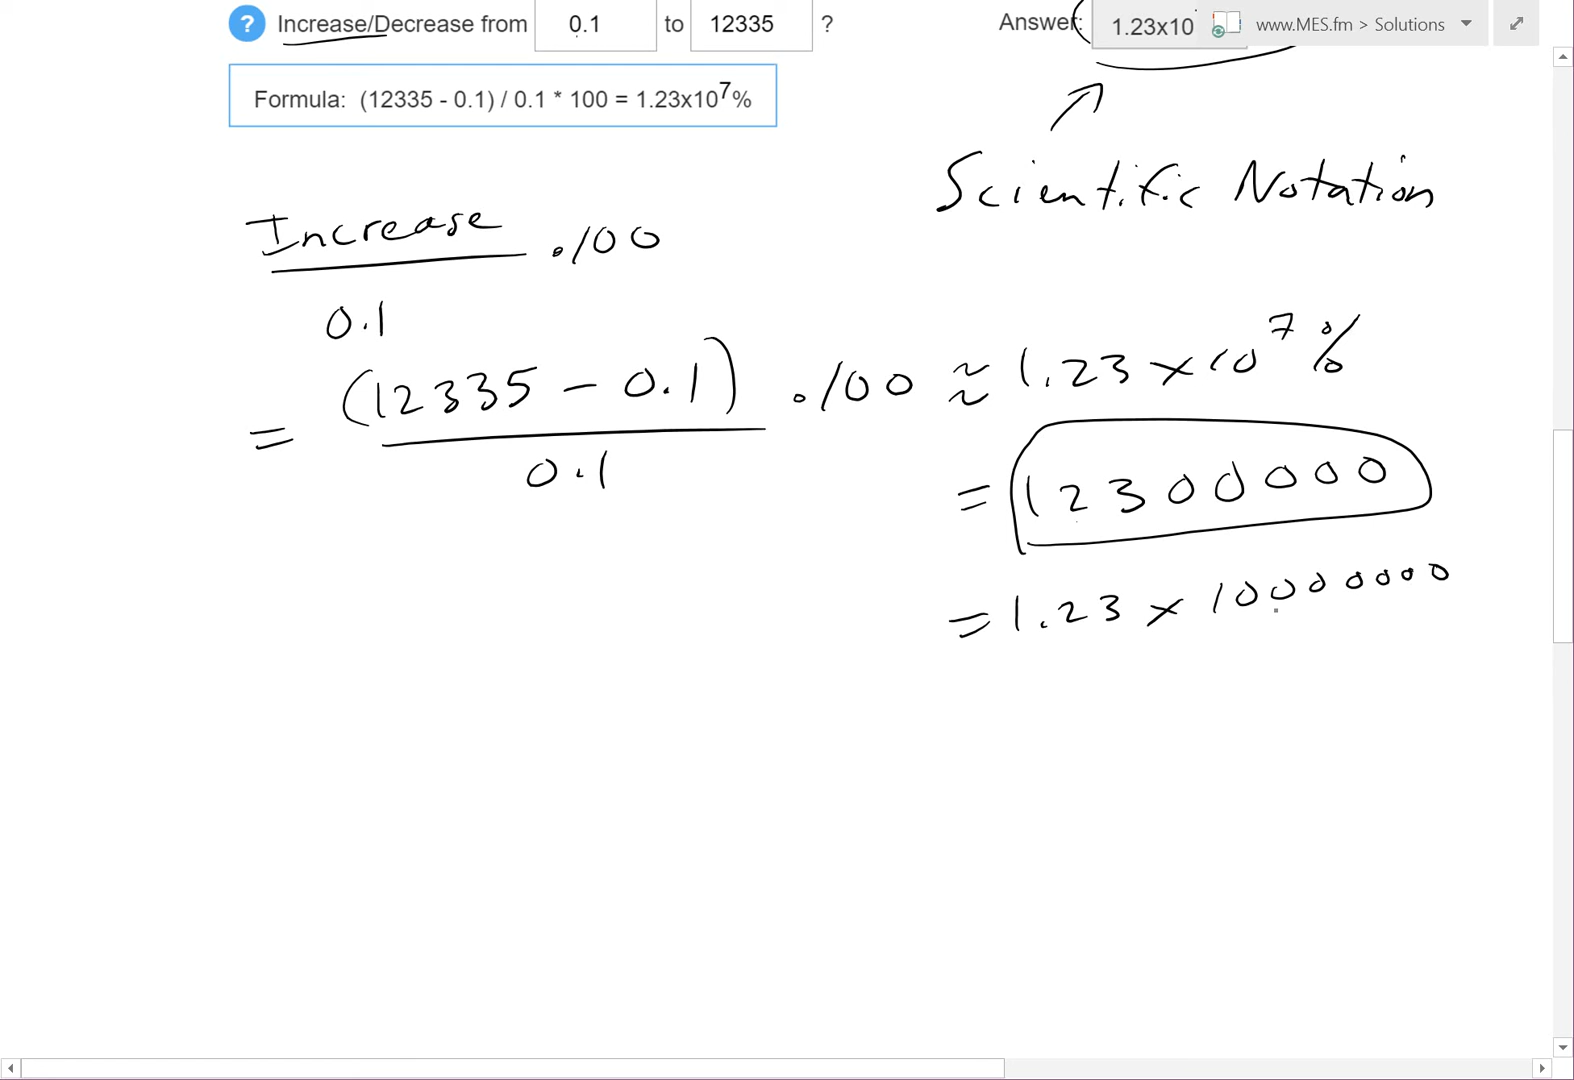 ? Increase/Decrease from 0.1 to 12335 ? Answer: 1.23x10 www.MES.fm > Solutions
Formula: (12335 - 0.1) / 0.1 * 100 = 1.23x10⁷%
Scientific Notation
Increase / 0.1 · 100
= (12335 - 0.1) / 0.1 · 100 ≈ 1.23 × 10⁷ %
= 12300000
= 1.23 × 10000000